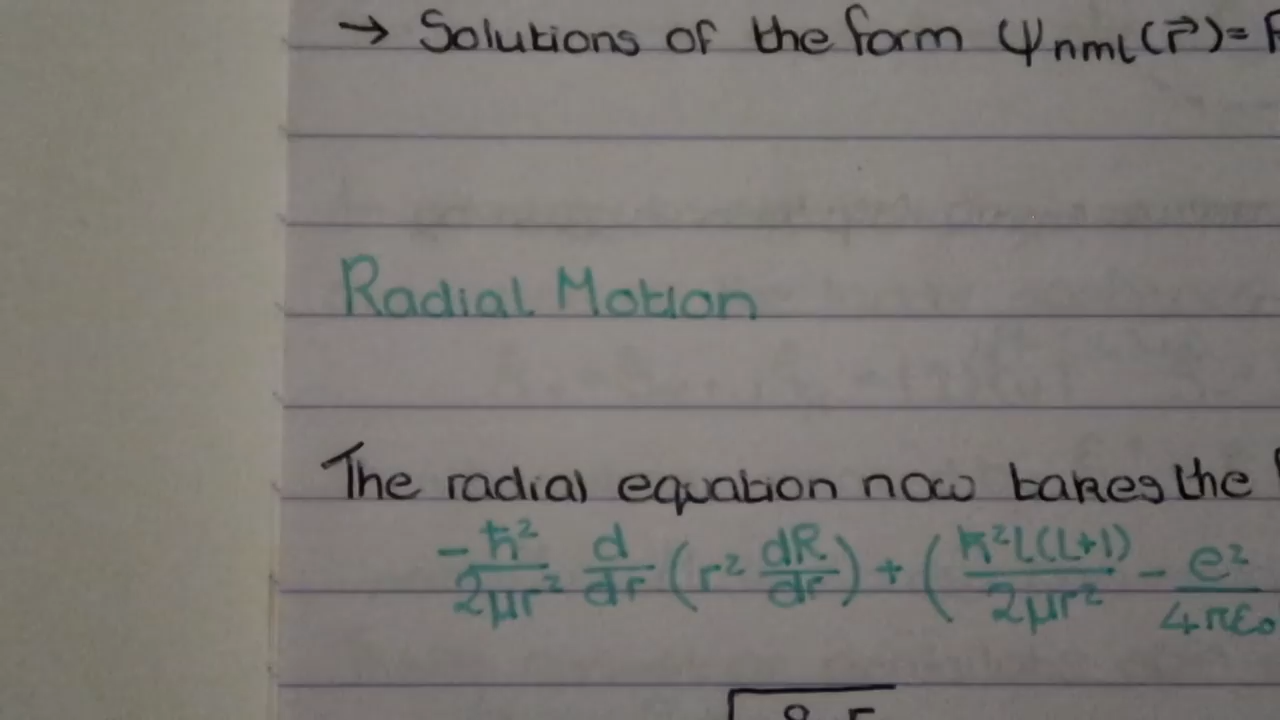 → Solutions of the form Ψnml(r⃗)=
Radial Motion
The radial equation now takes the
-ħ²/2μr² d/dr (r² dR/dr) + (ħ²L(L+1)/2μr² - e²/4πε₀